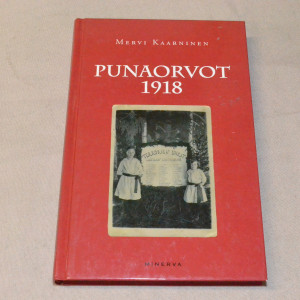 MERVI KAARNINEN
PUNAORVOT
1918
MINERVA